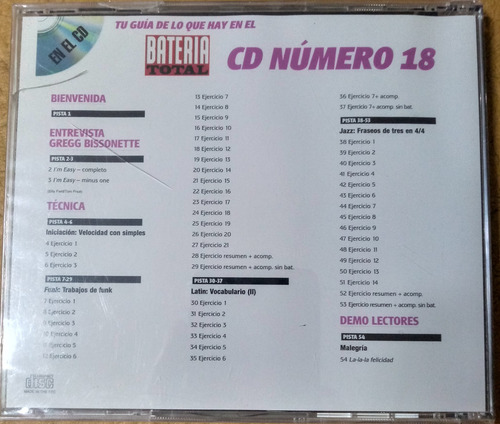 TU GUÍA DE LO QUE HAY EN EL
EN EL CD
BATERIA
TOTAL
CD NÚMERO 18
BIENVENIDA
PISTA 1
ENTREVISTA
GREGG BISSONETTE
PISTA 2-3
2 I'm Easy – completo
3 I'm Easy – minus one
TÉCNICA
PISTA 4-6
Iniciación: Velocidad con simples
4 Ejercicio 1
5 Ejercicio 2
6 Ejercicio 3
PISTA 7-29
Funk: Trabajos de funk
7 Ejercicio 1
8 Ejercicio 2
9 Ejercicio 3
10 Ejercicio 4
11 Ejercicio 5
12 Ejercicio 6
13 Ejercicio 7
14 Ejercicio 8
15 Ejercicio 9
16 Ejercicio 10
17 Ejercicio 11
18 Ejercicio 12
19 Ejercicio 13
20 Ejercicio 14
21 Ejercicio 15
22 Ejercicio 16
23 Ejercicio 17
24 Ejercicio 18
25 Ejercicio 19
26 Ejercicio 20
27 Ejercicio 21
28 Ejercicio resumen + acomp.
29 Ejercicio resumen + acomp. sin bat.
PISTA 30-37
Latin: Vocabulario (II)
30 Ejercicio 1
31 Ejercicio 2
32 Ejercicio 3
33 Ejercicio 4
34 Ejercicio 5
35 Ejercicio 6
36 Ejercicio 7+ acomp
37 Ejercicio 7+ acomp. sin bat.
PISTA 38-53
Jazz: Fraseos de tres en 4/4
38 Ejercicio 1
39 Ejercicio 2
40 Ejercicio 3
41 Ejercicio 4
42 Ejercicio 5
43 Ejercicio 6
44 Ejercicio 7
45 Ejercicio 8
46 Ejercicio 9
47 Ejercicio 10
48 Ejercicio 11
49 Ejercicio 12
50 Ejercicio 13
51 Ejercicio 14
52 Ejercicio resumen + acomp.
53 Ejercicio resumen + acomp. sin bat.
DEMO LECTORES
PISTA 54
Malegría
54 La-la-la felicidad